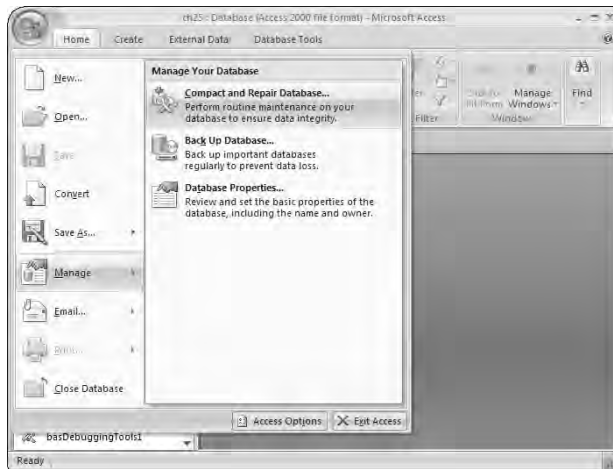 ch25 : Database (Access 2000 file format) - Microsoft Access
Home Create External Data Database Tools
New...
Open...
Save
Convert
Save As...
Manage
Email...
Print...
Close Database
Manage Your Database
Compact and Repair Database...
Perform routine maintenance on your
database to ensure data integrity.
Back Up Database...
Back up important databases
regularly to prevent data loss.
Database Properties...
Review and set the basic properties of the
database, including the name and owner.
Filter
Manage
Windows
Window
Find
Access Options
Exit Access
basDebuggingTools1
Ready